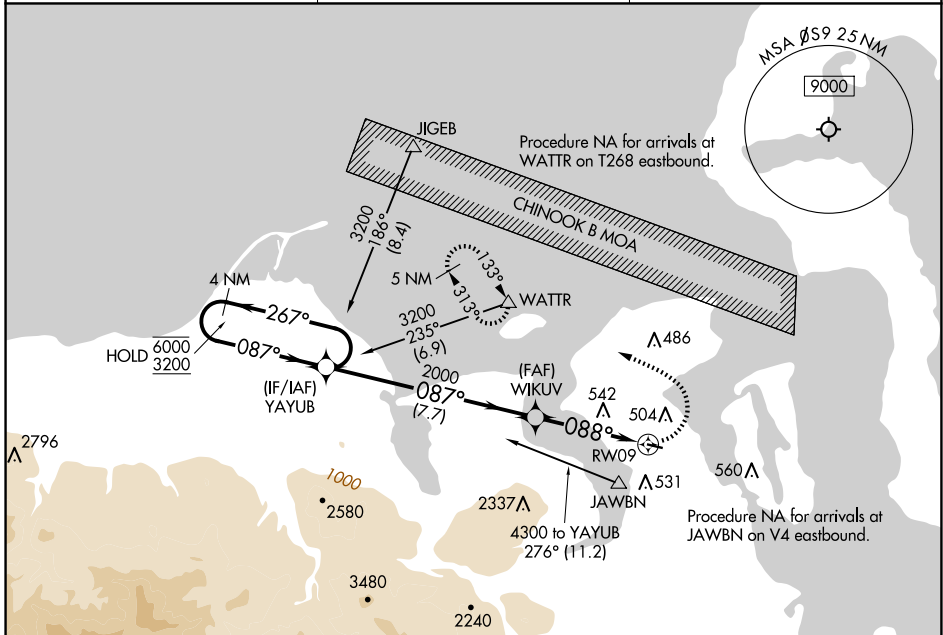 MSA ØS9 25 NM
9000
JIGEB
Procedure NA for arrivals at
WATTR on T268 eastbound.
CHINOOK B MOA
3200
186°
(8.4)
4 NM
5 NM
133°
313°
WATTR
267°
3200
235°
(6.9)
HOLD
6000
3200
087°
(IF/IAF)
YAYUB
2000
087°
(7.7)
(FAF)
WIKUV
486
542
504
088°
RW09
2796
1000
2580
2337
JAWBN
531
560
4300 to YAYUB
276° (11.2)
Procedure NA for arrivals at
JAWBN on V4 eastbound.
3480
2240